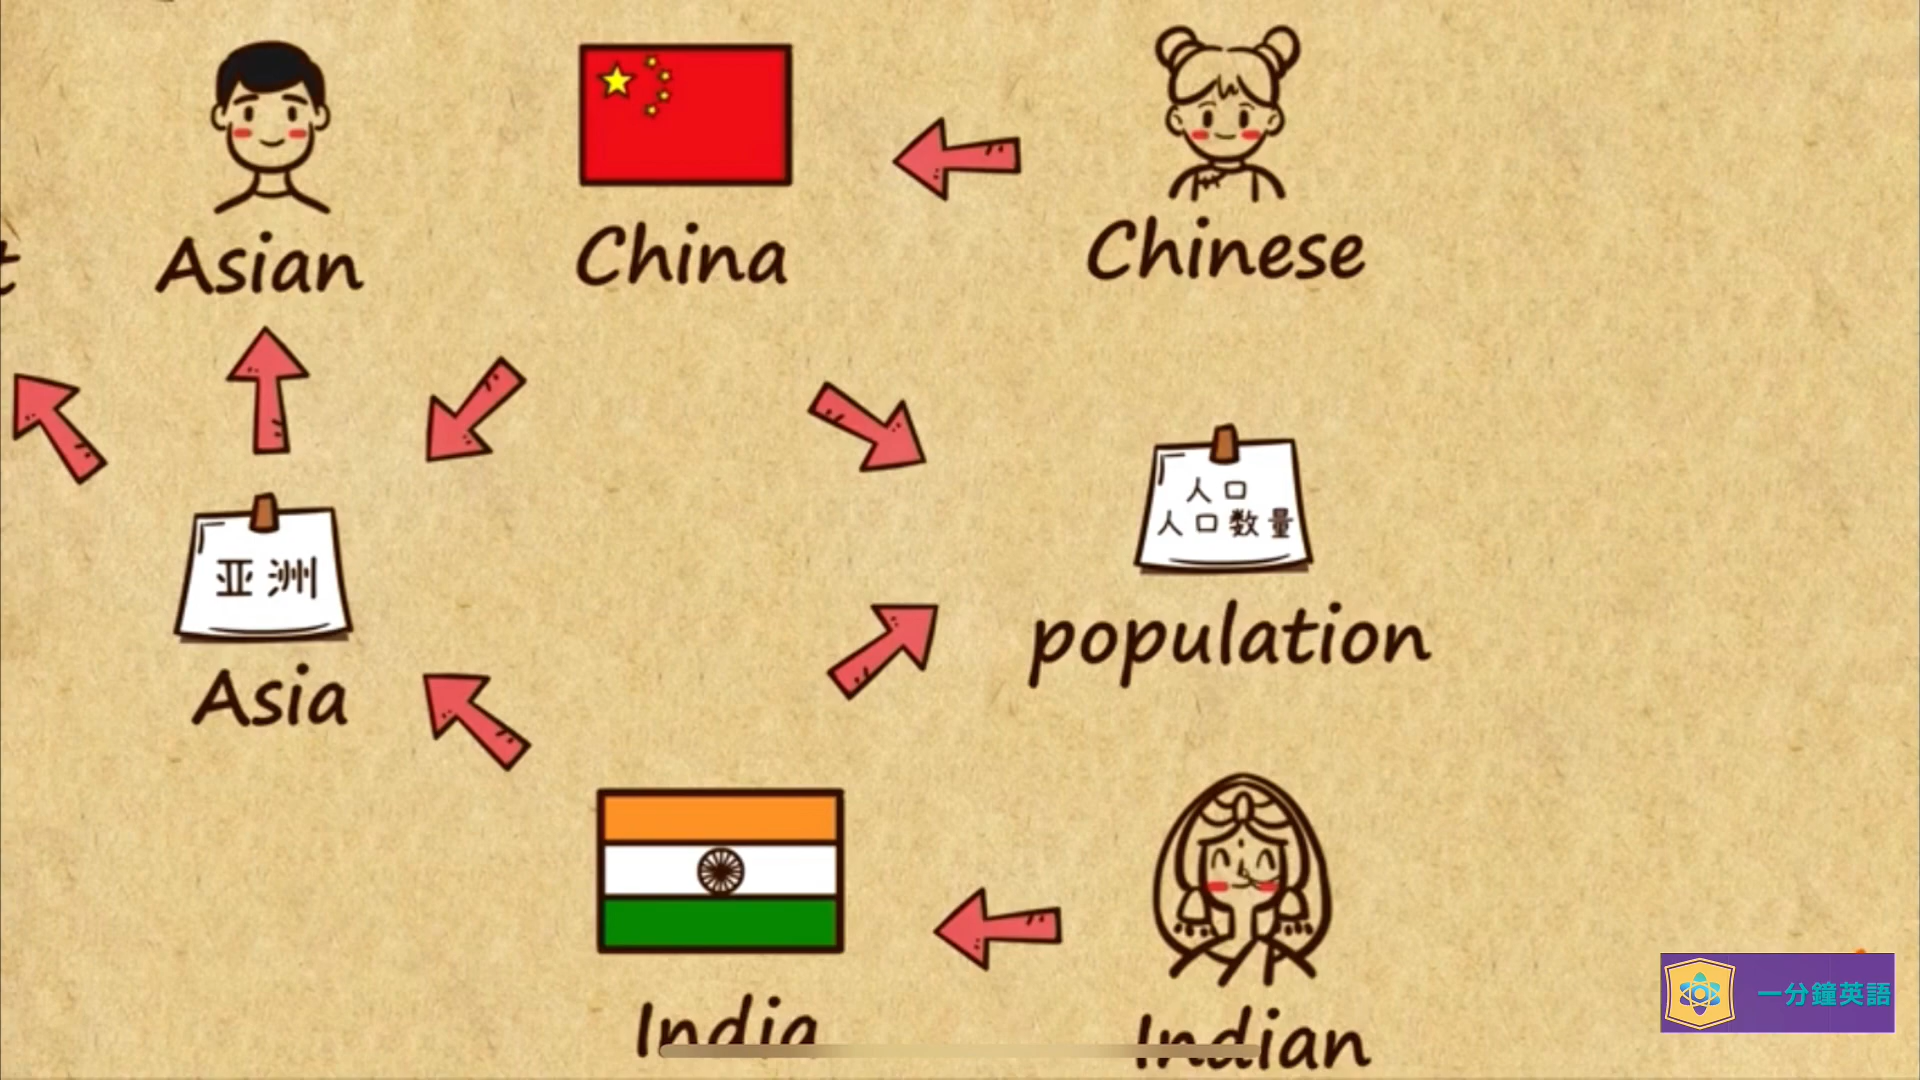 Asian
China
Chinese
亚洲
人口
人口数量
Asia
population
India
Indian
一分鐘英語